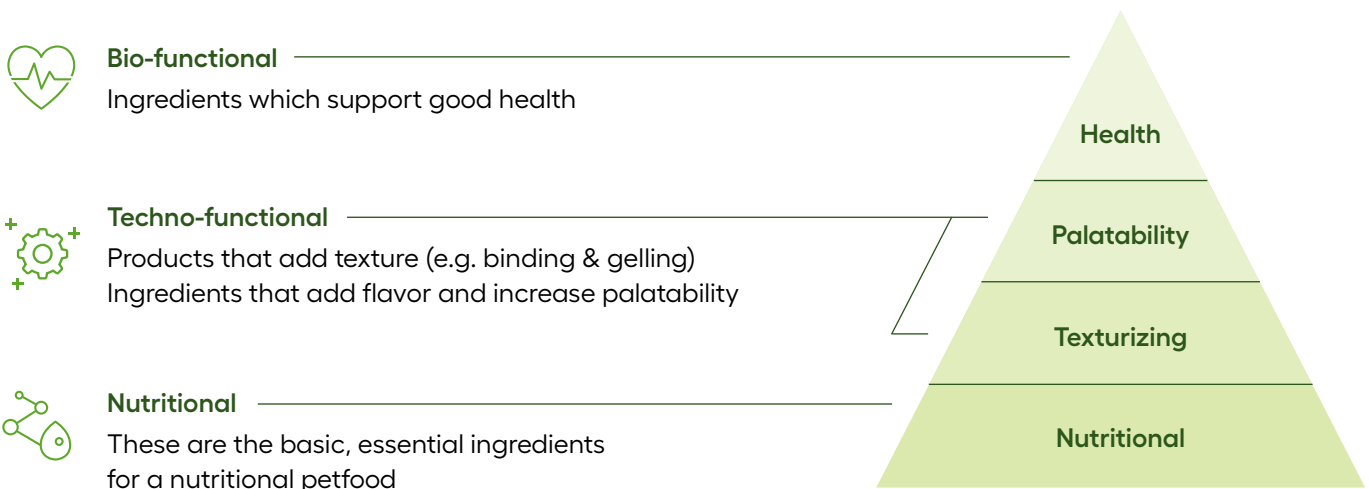 Bio-functional
Ingredients which support good health
Health
Techno-functional
Products that add texture (e.g. binding & gelling)
Ingredients that add flavor and increase palatability
Palatability
Texturizing
Nutritional
These are the basic, essential ingredients
for a nutritional petfood
Nutritional